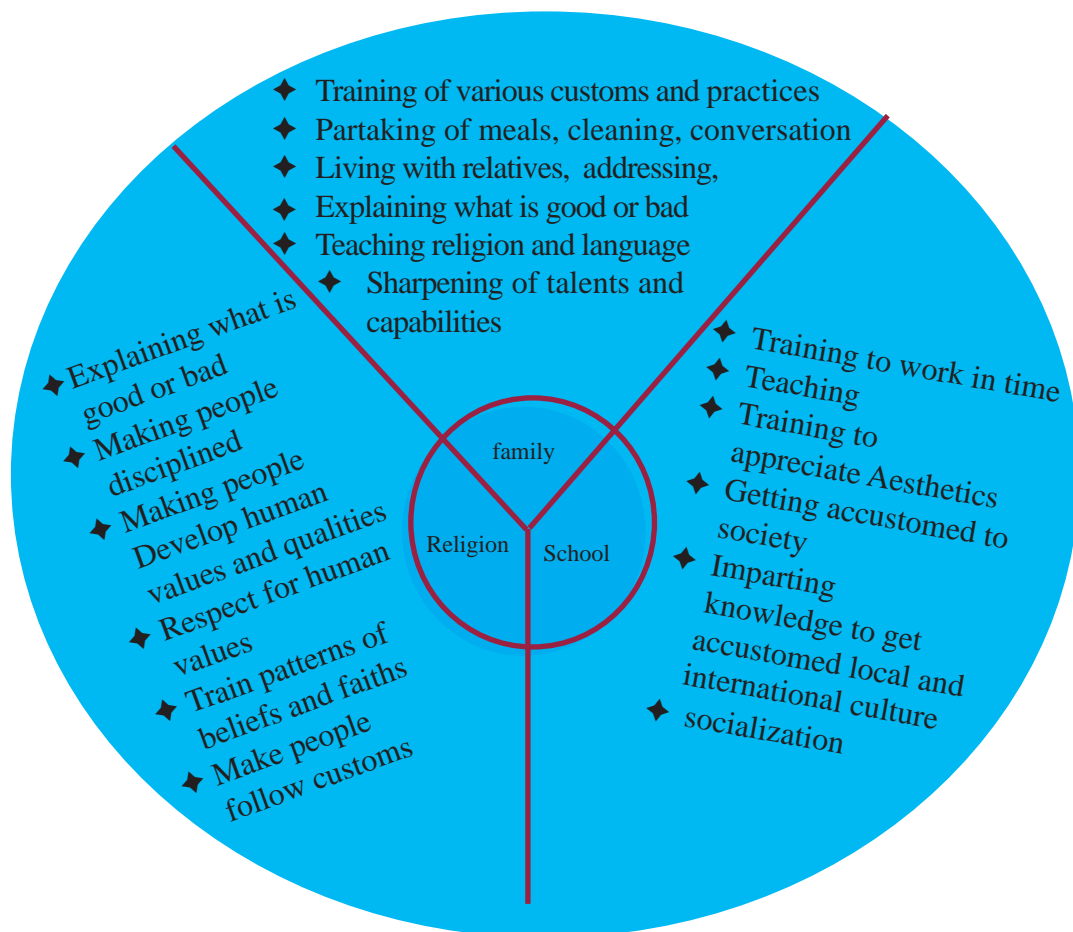 ✦ Training of various customs and practices
✦ Partaking of meals, cleaning, conversation
✦ Living with relatives, addressing,
✦ Explaining what is good or bad
✦ Teaching religion and language
✦ Sharpening of talents and
capabilities
✦ Explaining what is
good or bad
✦ Making people
disciplined
✦ Making people
Develop human
values and qualities
✦ Respect for human
values
✦ Train patterns of
beliefs and faiths
✦ Make people
follow customs
family
Religion
School
✦ Training to work in time
✦ Teaching
✦ Training to
appreciate Aesthetics
✦ Getting accustomed to
society
✦ Imparting
knowledge to get
accustomed local and
international culture
✦ socialization